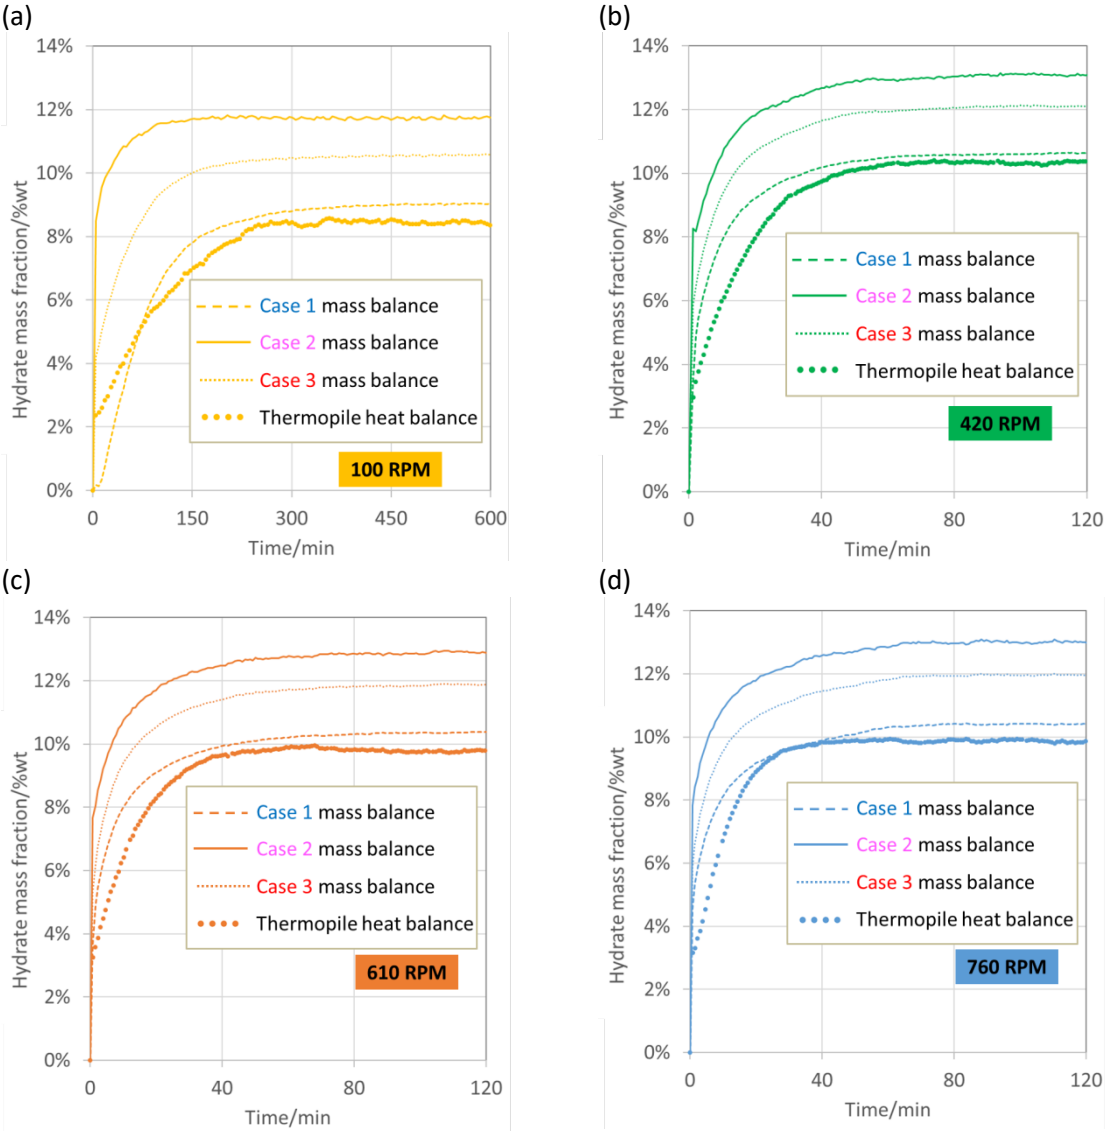 (a)
14%
12%
10%
8%
6%
4%
2%
0%
Hydrate mass fraction/%wt
Case 1 mass balance
Case 2 mass balance
Case 3 mass balance
Thermopile heat balance
100 RPM
0 150 300 450 600
Time/min
(b)
14%
12%
10%
8%
6%
4%
2%
0%
Hydrate mass fraction/%wt
Case 1 mass balance
Case 2 mass balance
Case 3 mass balance
Thermopile heat balance
420 RPM
0 40 80 120
Time/min
(c)
14%
12%
10%
8%
6%
4%
2%
0%
Hydrate mass fraction/%wt
Case 1 mass balance
Case 2 mass balance
Case 3 mass balance
Thermopile heat balance
610 RPM
0 40 80 120
Time/min
(d)
14%
12%
10%
8%
6%
4%
2%
0%
Hydrate mass fraction/%wt
Case 1 mass balance
Case 2 mass balance
Case 3 mass balance
Thermopile heat balance
760 RPM
0 40 80 120
Time/min